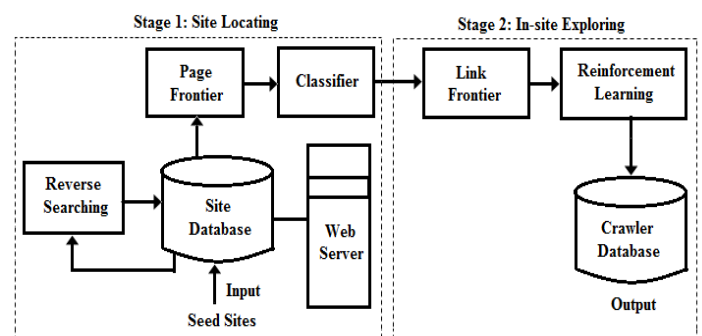 Stage 1: Site Locating
Stage 2: In-site Exploring
Page
Frontier
Classifier
Link
Frontier
Reinforcement
Learning
Reverse
Searching
Site
Database
Web
Server
Crawler
Database
Input
Seed Sites
Output